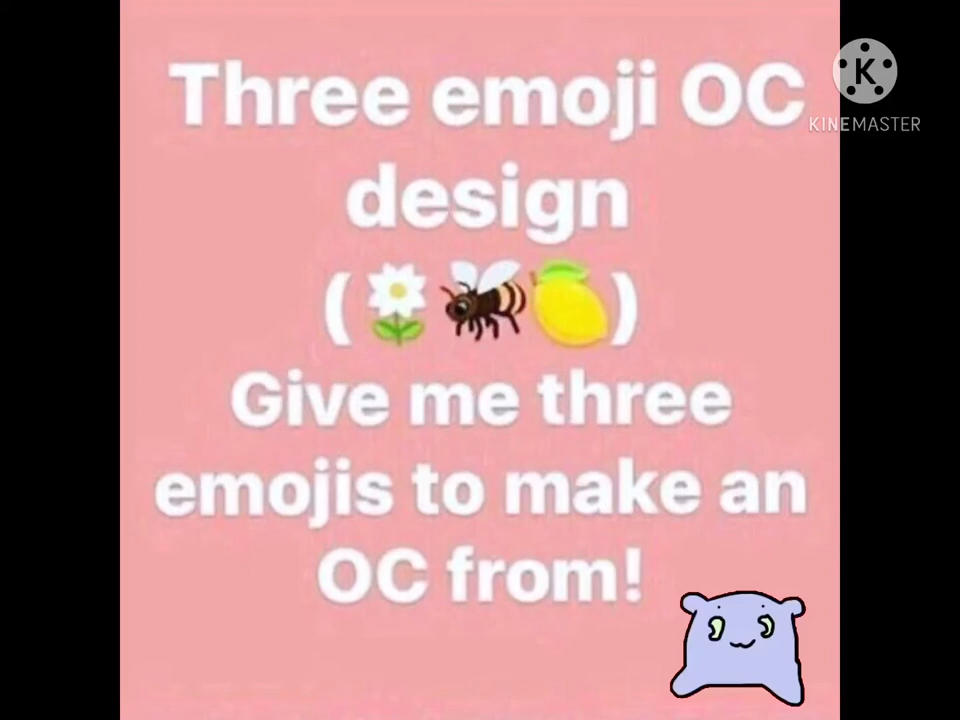 Three emoji OC
design
(🌼🐝🍋)
Give me three
emojis to make an
OC from!
K
KINEMASTER